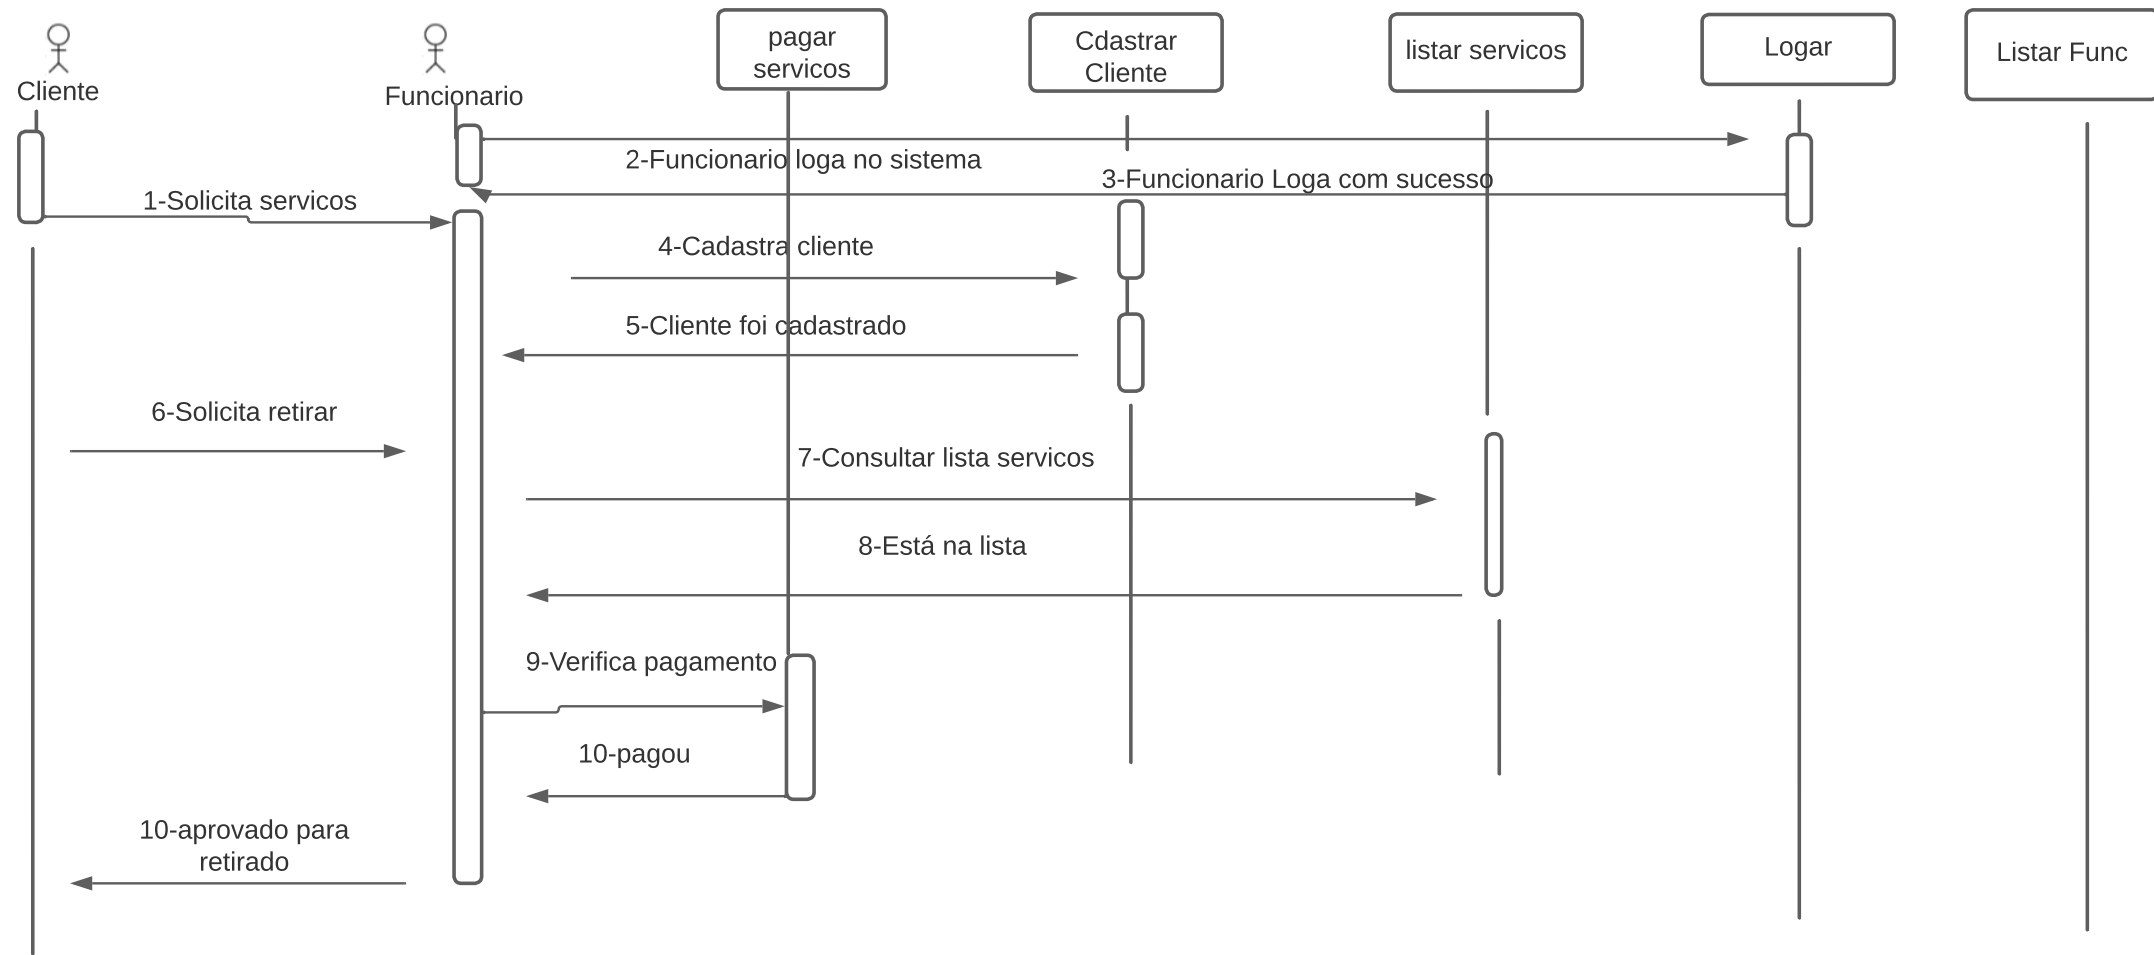 Cliente
Funcionario
pagar
servicos
Cdastrar
Cliente
listar servicos
Logar
Listar Func
2-Funcionario loga no sistema
3-Funcionario Loga com sucesso
1-Solicita servicos
4-Cadastra cliente
5-Cliente foi cadastrado
6-Solicita retirar
7-Consultar lista servicos
8-Está na lista
9-Verifica pagamento
10-pagou
10-aprovado para
retirado